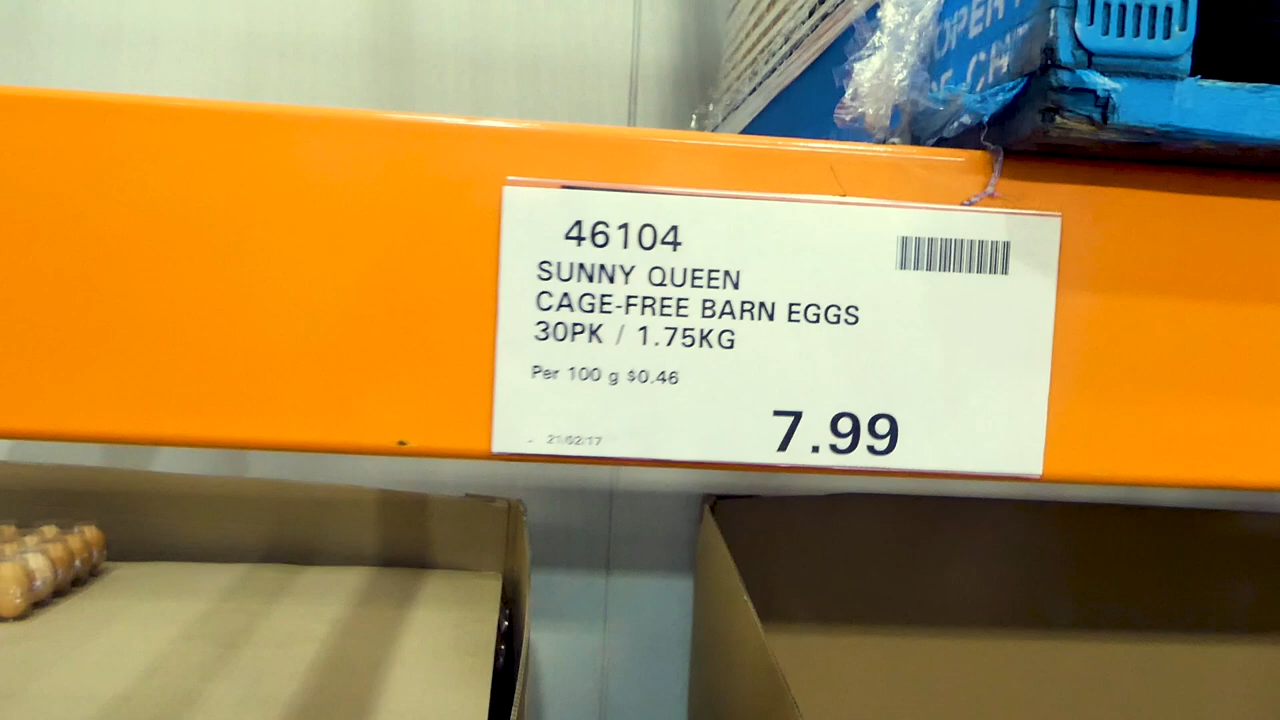 46104
SUNNY QUEEN
CAGE-FREE BARN EGGS
30PK / 1.75KG
Per 100 g $0.46
7.99
21/02/17